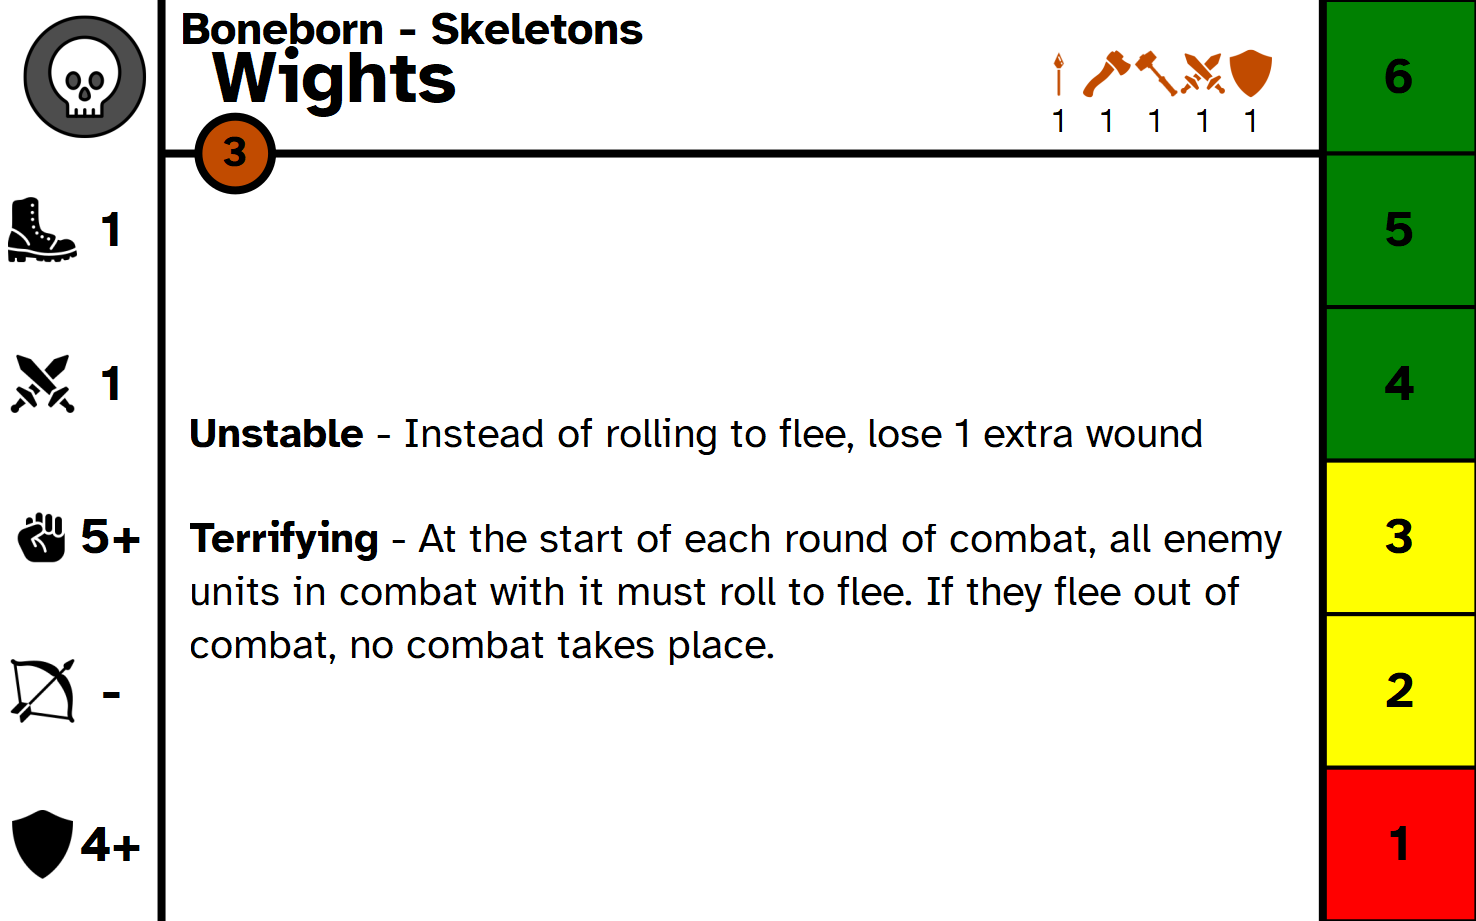 Boneborn - Skeletons
Wights
1 1 1 1 1
3
1
1
5+
-
4+
Unstable - Instead of rolling to flee, lose 1 extra wound
Terrifying - At the start of each round of combat, all enemy
units in combat with it must roll to flee. If they flee out of
combat, no combat takes place.
6
5
4
3
2
1